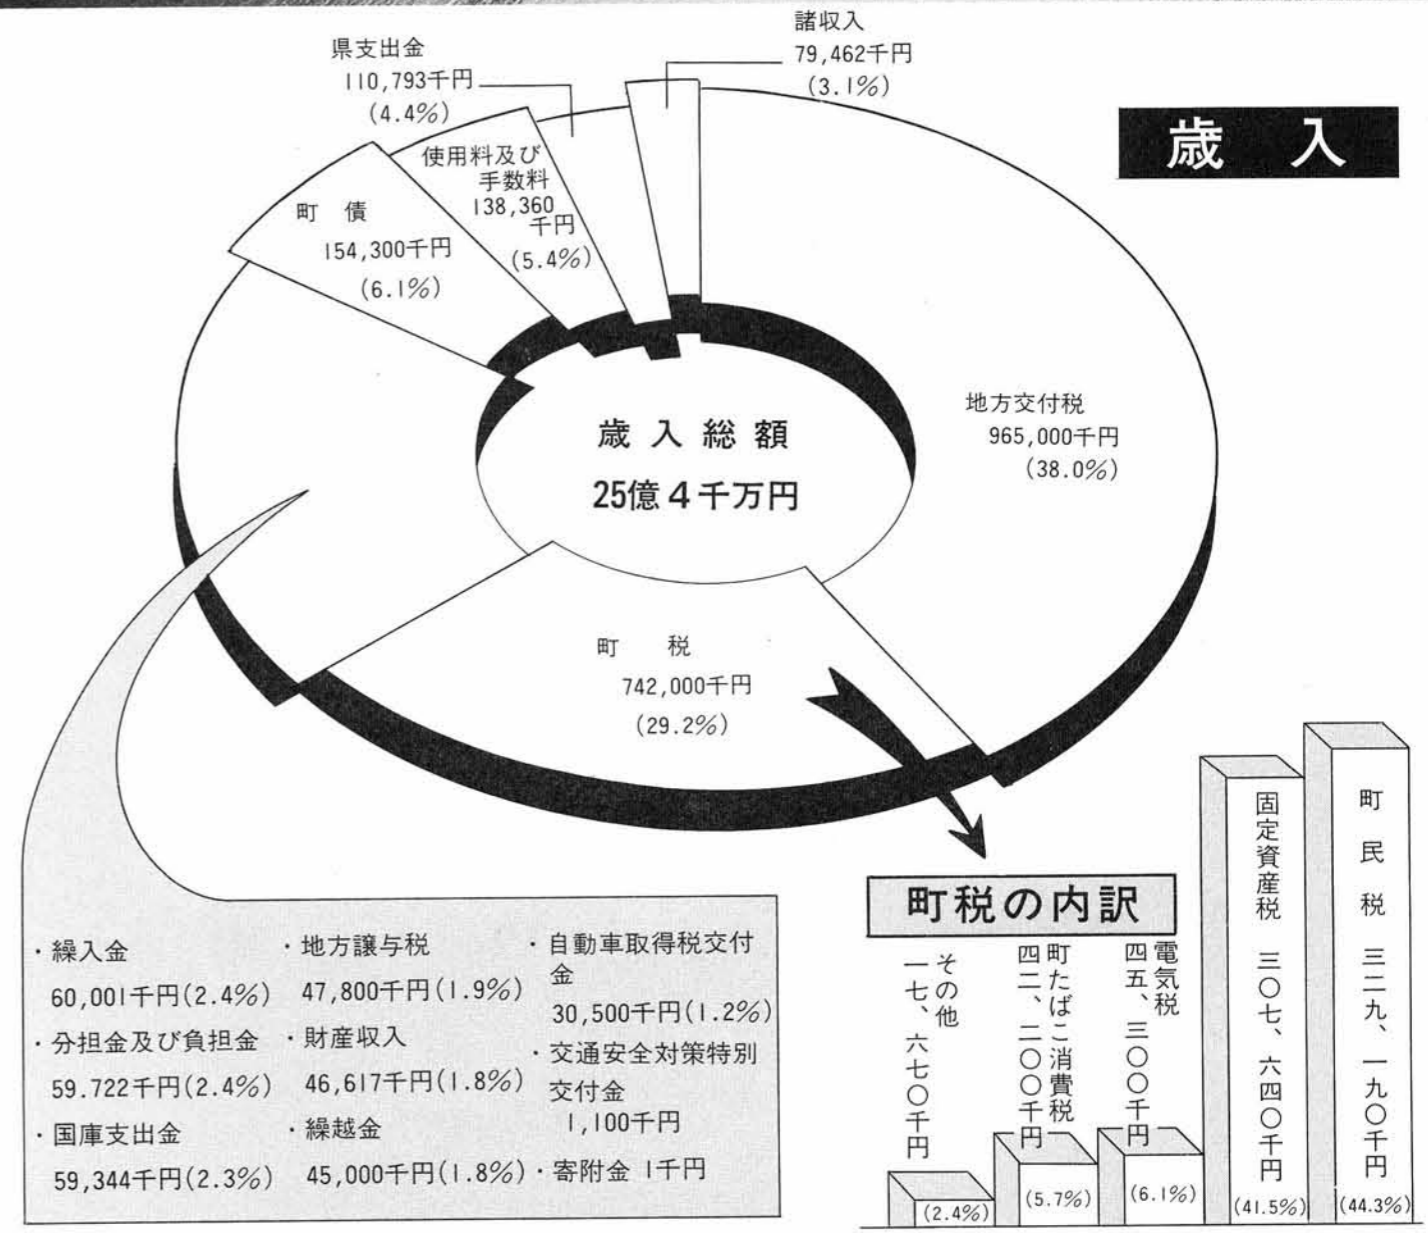 歳入
諸収入
79,462千円
(3.1%)
県支出金
110,793千円
(4.4%)
使用料及び
手数料
138,360
千円
(5.4%)
町債
154,300千円
(6.1%)
地方交付税
965,000千円
(38.0%)
歳入総額
25億4千万円
町税
742,000千円
(29.2%)
・繰入金
60,001千円(2.4%)
・分担金及び負担金
59.722千円(2.4%)
・国庫支出金
59,344千円(2.3%)
・地方譲与税
47,800千円(1.9%)
・財産収入
46,617千円(1.8%)
・繰越金
45,000千円(1.8%)
・自動車取得税交付
金
30,500千円(1.2%)
・交通安全対策特別
交付金
1,100千円
・寄附金 1千円
町税の内訳
町民税 三二九、一九〇千円
(44.3%)
固定資産税 三〇七、六四〇千円
(41.5%)
電気税
四五、三〇〇千円
(6.1%)
町たばこ消費税
四二、二〇〇千円
(5.7%)
その他
一七、六七〇千円
(2.4%)